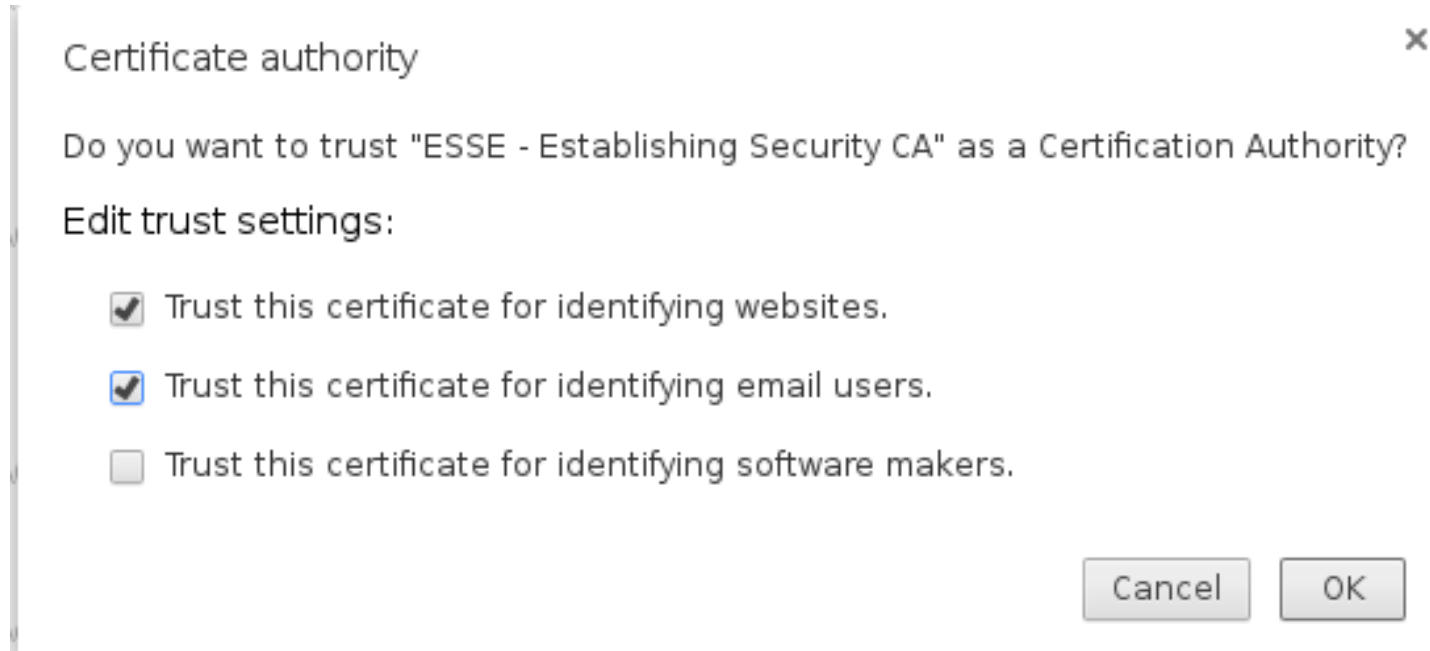 Certificate authority
Do you want to trust "ESSE - Establishing Security CA" as a Certification Authority?
Edit trust settings:
Trust this certificate for identifying websites.
Trust this certificate for identifying email users.
Trust this certificate for identifying software makers.
Cancel OK